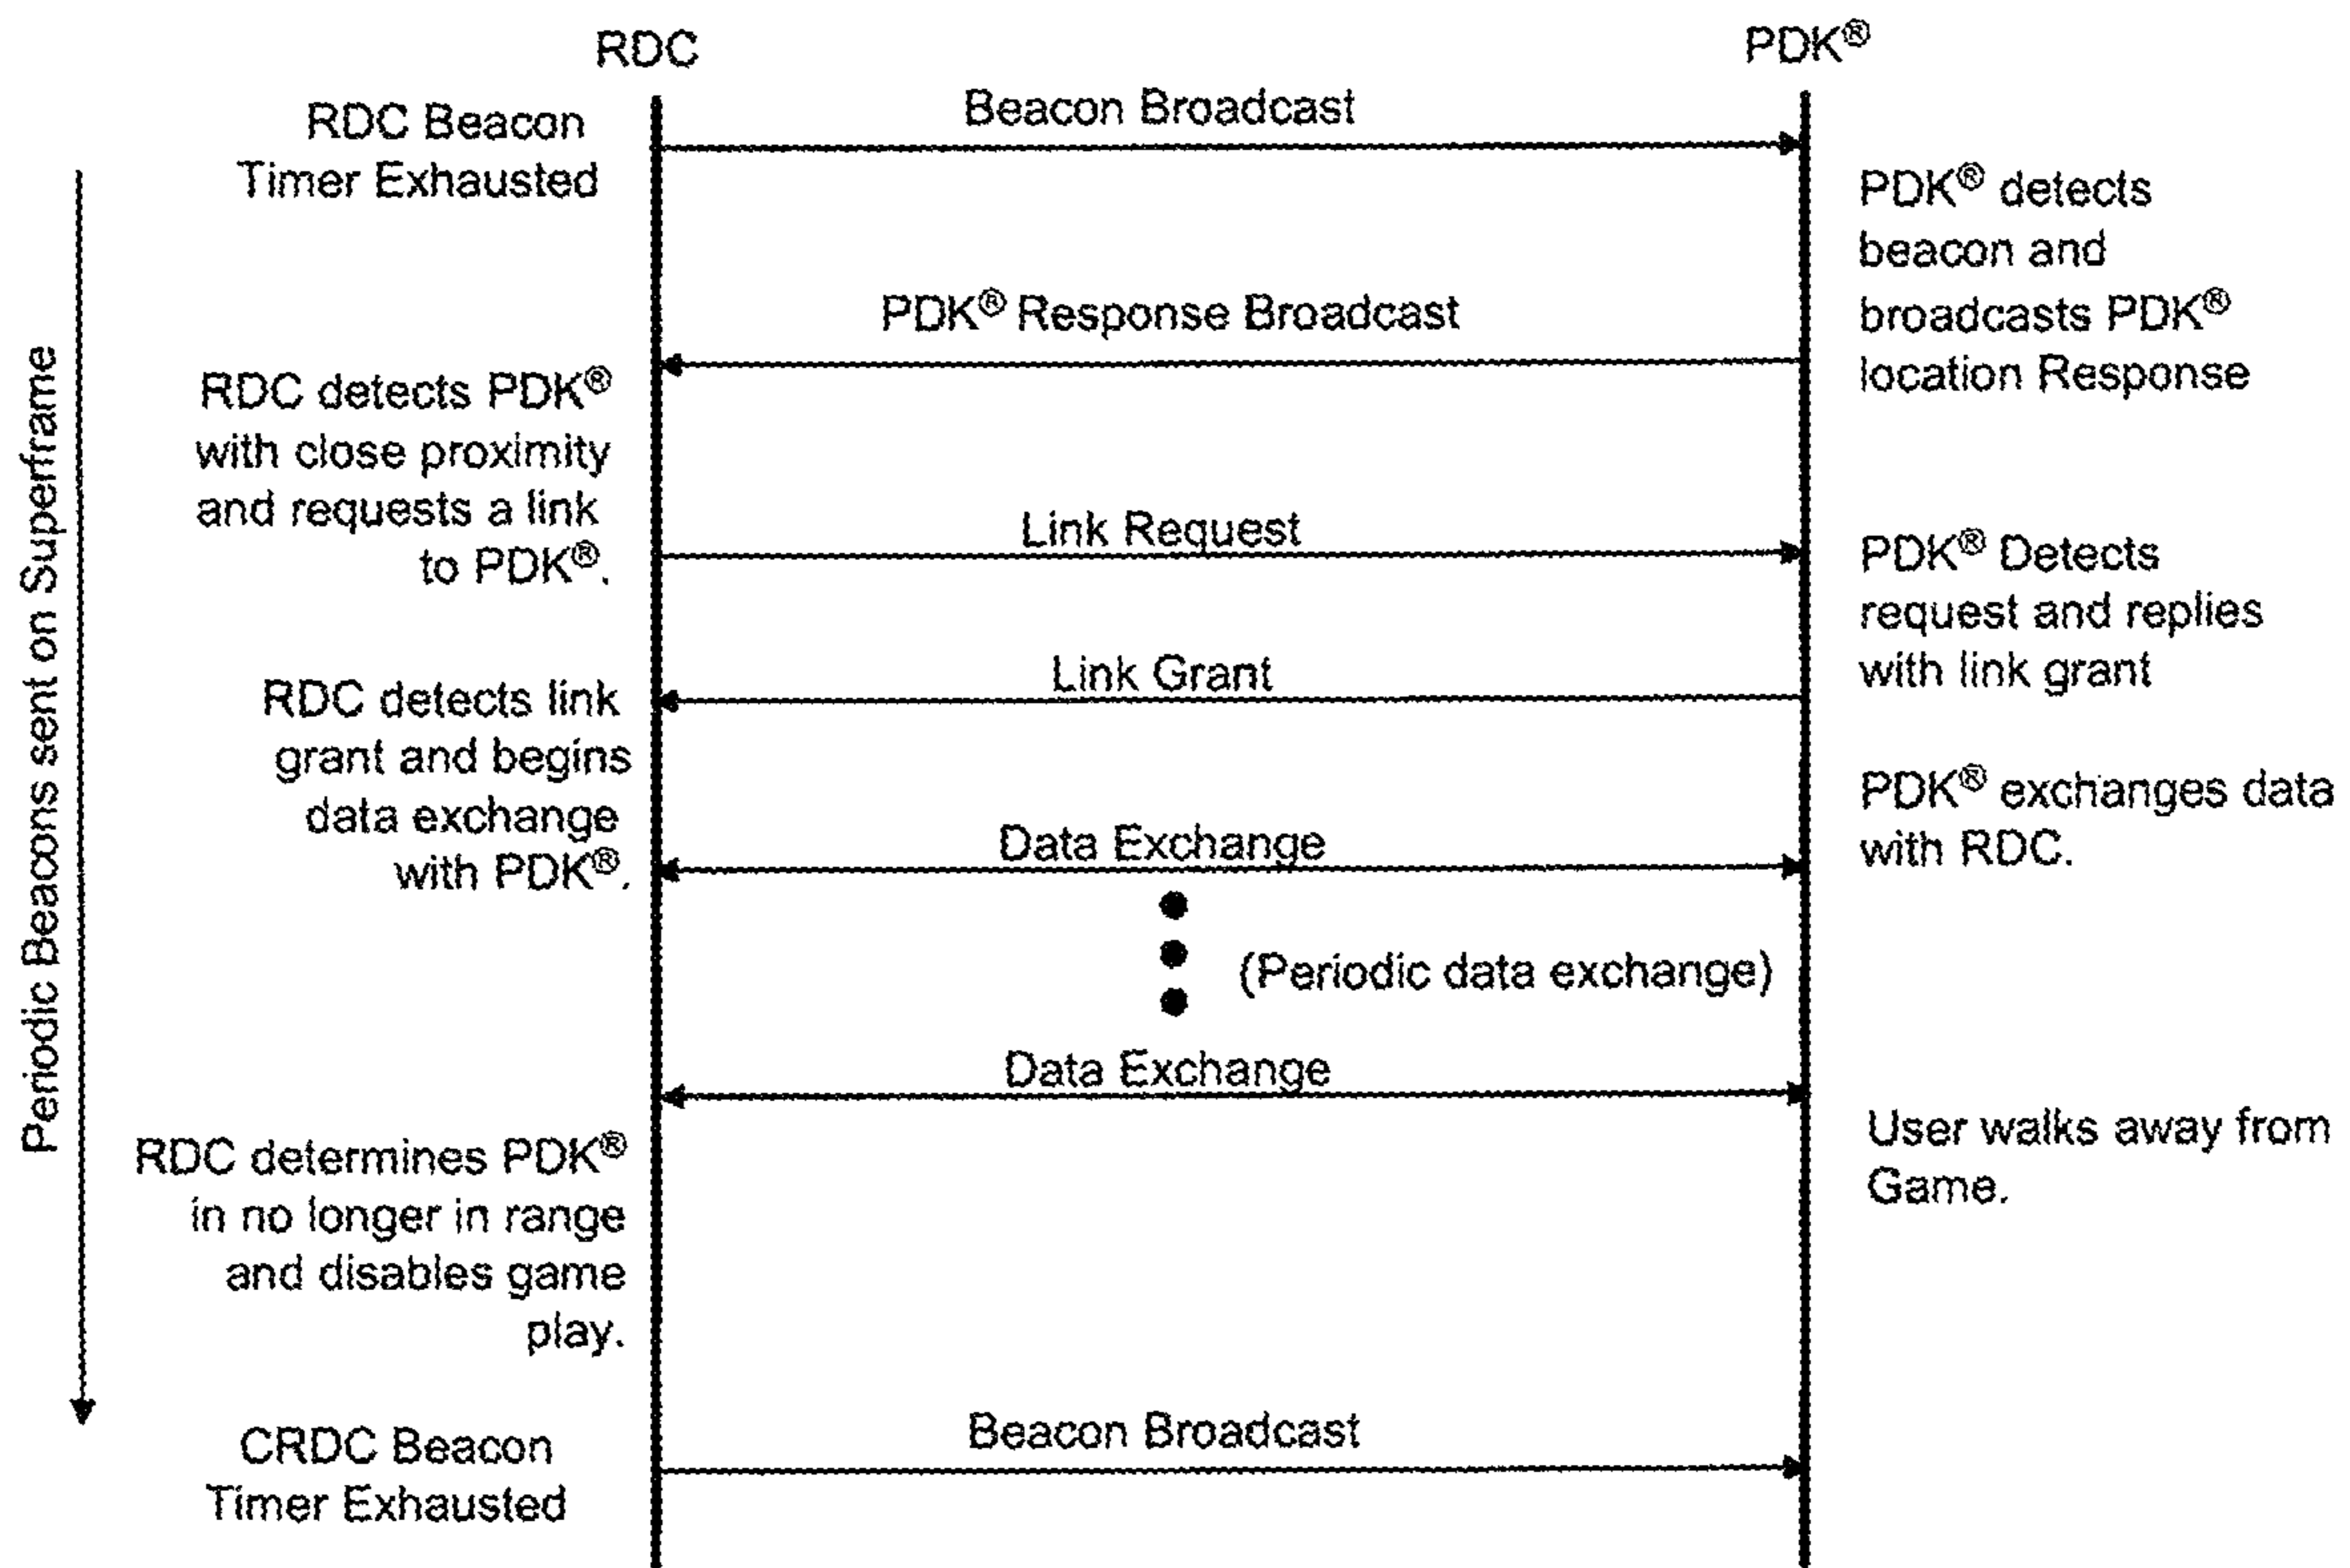 RDC
PDK®
RDC Beacon
Timer Exhausted
Beacon Broadcast
PDK® detects
beacon and
broadcasts PDK®
location Response
PDK® Response Broadcast
RDC detects PDK®
with close proximity
and requests a link
to PDK®.
Link Request
PDK® Detects
request and replies
with link grant
Link Grant
RDC detects link
grant and begins
data exchange
with PDK®.
PDK® exchanges data
with RDC.
Data Exchange
(Periodic data exchange)
Data Exchange
User walks away from
Game.
RDC determines PDK®
in no longer in range
and disables game
play.
CRDC Beacon
Timer Exhausted
Beacon Broadcast
Periodic Beacons sent on Superframe